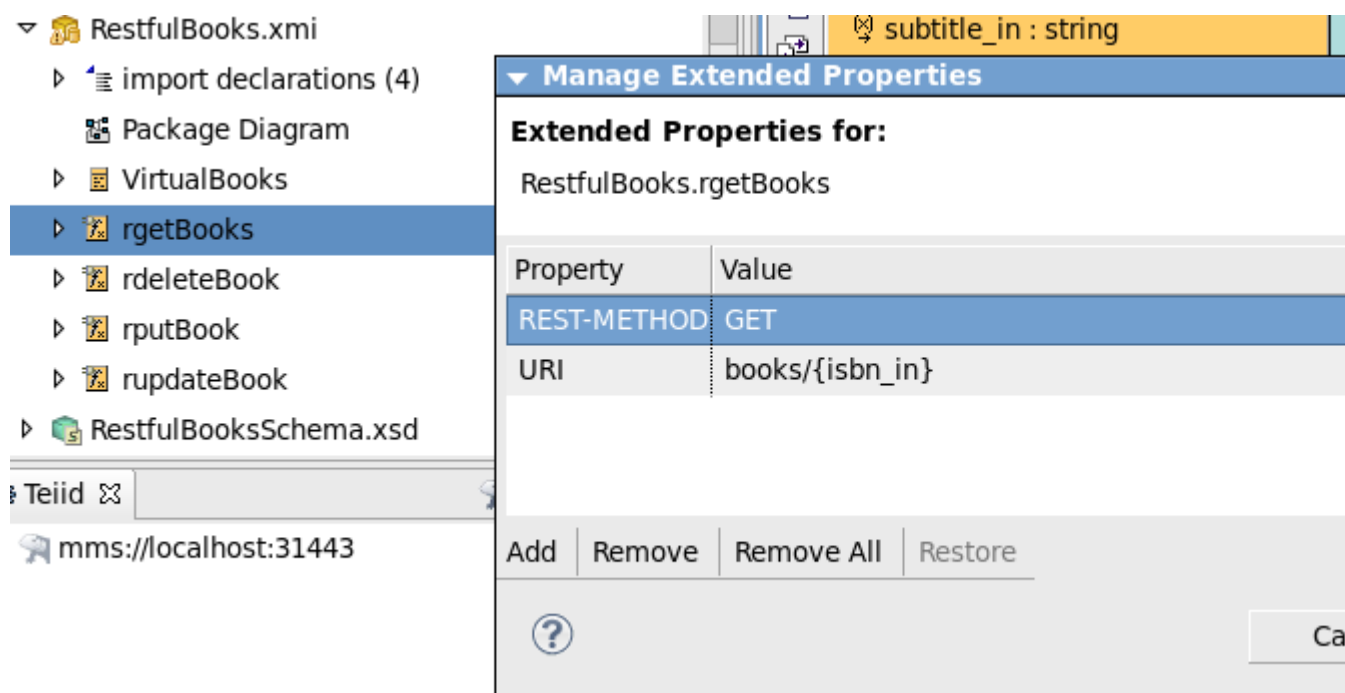 RestfulBooks.xmi
import declarations (4)
Package Diagram
VirtualBooks
rgetBooks
rdeleteBook
rputBook
rupdateBook
RestfulBooksSchema.xsd
Teiid
mms://localhost:31443
subtitle_in : string
Manage Extended Properties
Extended Properties for:
RestfulBooks.rgetBooks
Property Value
REST-METHOD GET
URI books/{isbn_in}
Add Remove Remove All Restore
?
Ca